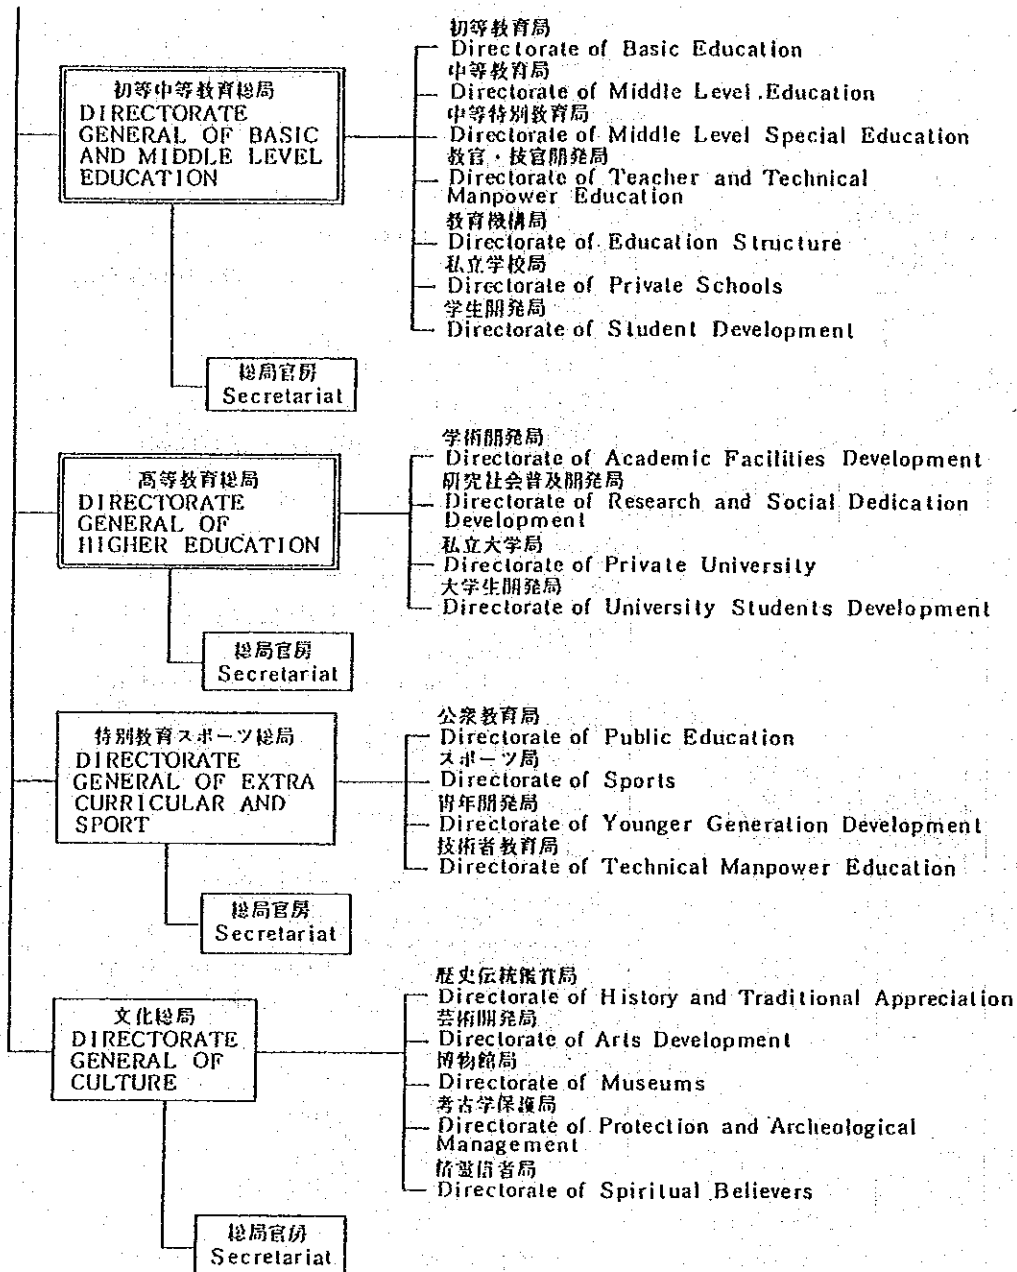 初等中等教育総局
DIRECTORATE
GENERAL OF BASIC
AND MIDDLE LEVEL
EDUCATION
初等教育局
Directorate of Basic Education
中等教育局
Directorate of Middle Level Education
中等特別教育局
Directorate of Middle Level Special Education
教官・技官開発局
Directorate of Teacher and Technical
Manpower Education
教育機構局
Directorate of Education Structure
私立学校局
Directorate of Private Schools
学生開発局
Directorate of Student Development
総局官房
Secretariat
高等教育総局
DIRECTORATE
GENERAL OF
HIGHER EDUCATION
学術開発局
Directorate of Academic Facilities Development
研究社会普及開発局
Directorate of Research and Social Dedication
Development
私立大学局
Directorate of Private University
大学生開発局
Directorate of University Students Development
総局官房
Secretariat
特別教育スポーツ総局
DIRECTORATE
GENERAL OF EXTRA
CURRICULAR AND
SPORT
公衆教育局
Directorate of Public Education
スポーツ局
Directorate of Sports
青年開発局
Directorate of Younger Generation Development
技術者教育局
Directorate of Technical Manpower Education
総局官房
Secretariat
文化総局
DIRECTORATE
GENERAL OF
CULTURE
歴史伝統鑑賞局
Directorate of History and Traditional Appreciation
芸術開発局
Directorate of Arts Development
博物館局
Directorate of Museums
考古学保護局
Directorate of Protection and Archeological
Management
Directorate of Spiritual Believers
総局官房
Secretariat